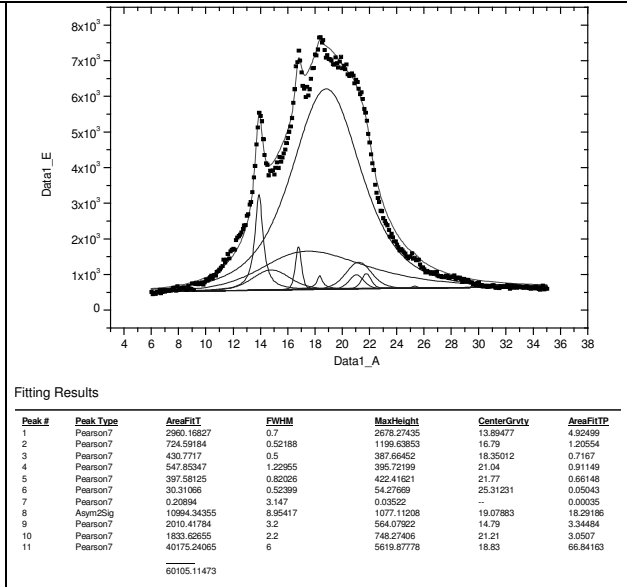 8x10³
7x10³
6x10³
5x10³
4x10³
3x10³
2x10³
1x10³
0
Data1_E
4 6 8 10 12 14 16 18 20 22 24 26 28 30 32 34 36 38
Data1_A
Fitting Results
Peak # Peak Type AreaFitT FWHM MaxHeight CenterGrvty AreaFitTP
1 Pearson7 2960.16827 0.7 2678.27435 13.89477 4.92499
2 Pearson7 724.59184 0.52188 1199.63853 16.79 1.20554
3 Pearson7 430.7717 0.5 387.66452 18.35012 0.7167
4 Pearson7 547.85347 1.22955 395.72199 21.04 0.91149
5 Pearson7 397.58125 0.82026 422.41621 21.77 0.66148
6 Pearson7 30.31066 0.52399 54.27669 25.31231 0.05043
7 Pearson7 0.20894 3.147 0.03522 -- 0.00035
8 Asym2Sig 10994.34355 8.95417 1077.11208 19.07883 18.29186
9 Pearson7 2010.41784 3.2 564.07922 14.79 3.34484
10 Pearson7 1833.62655 2.2 748.27406 21.21 3.0507
11 Pearson7 40175.24065 6 5619.87778 18.83 66.84163
60105.11473